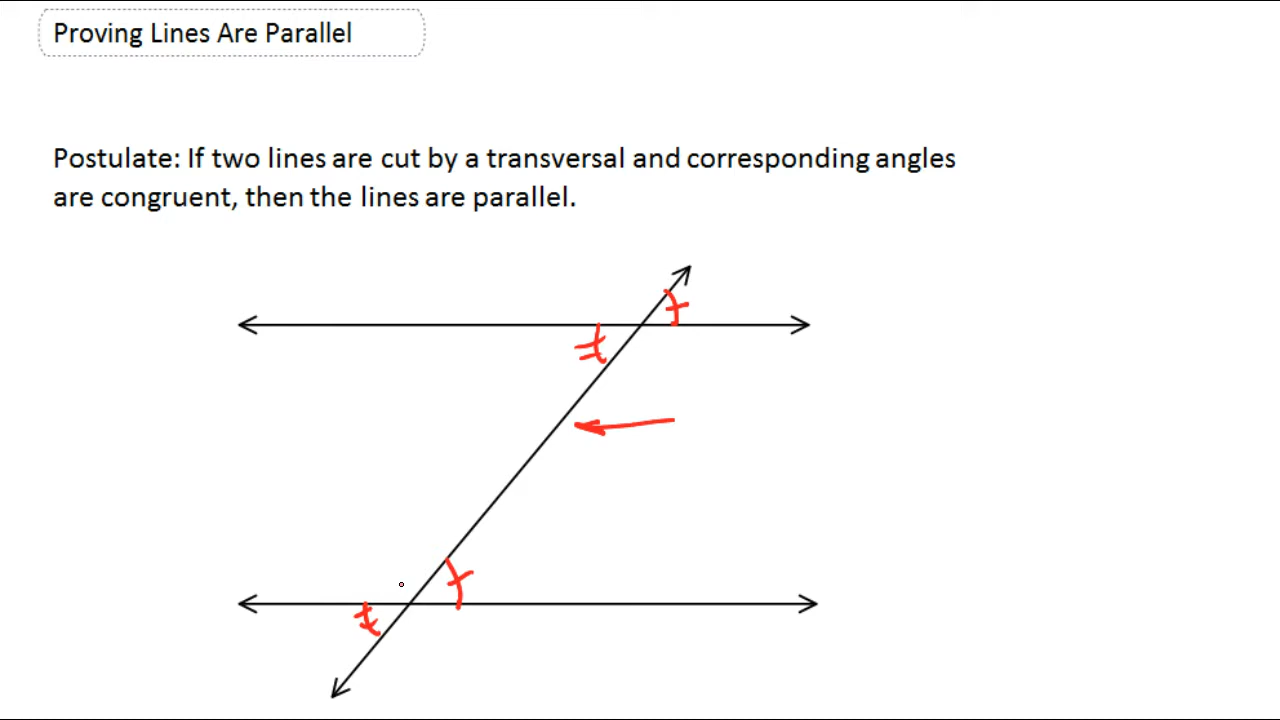 Proving Lines Are Parallel
Postulate: If two lines are cut by a transversal and corresponding angles
are congruent, then the lines are parallel.